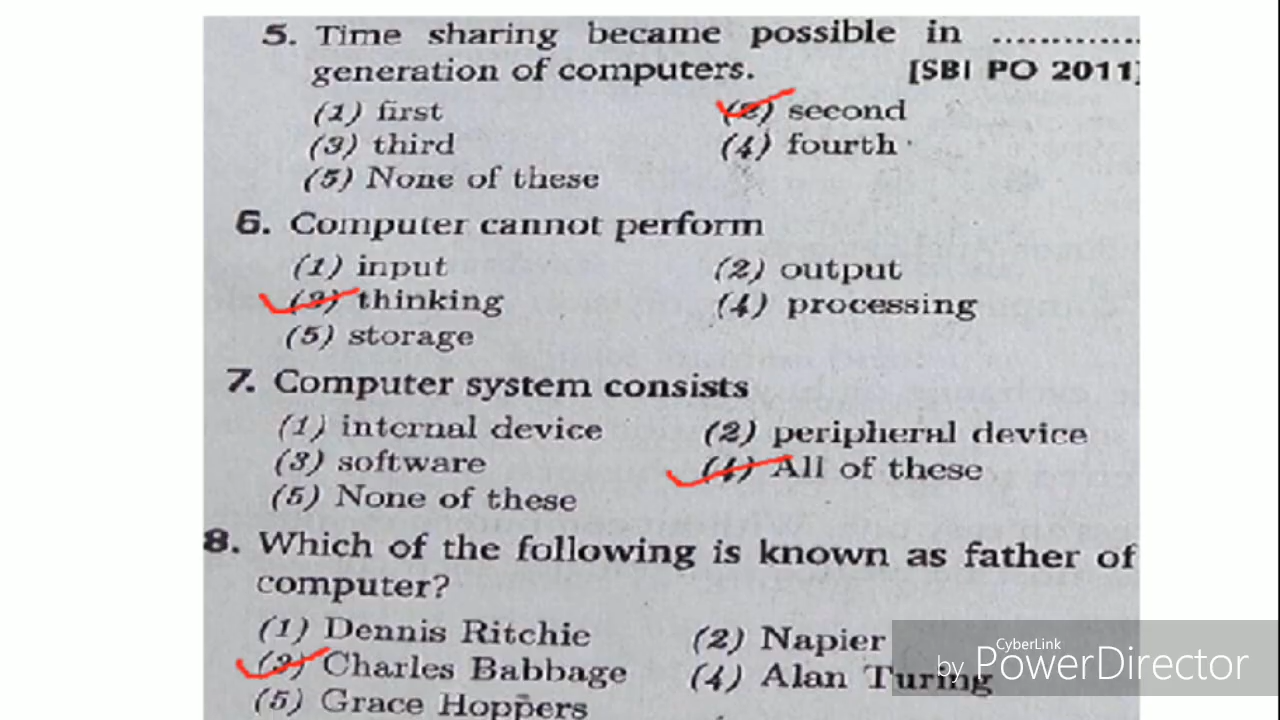 5. Time sharing became possible in .............
generation of computers. [SBI PO 2011]
(1) first (2) second
(3) third (4) fourth
(5) None of these
6. Computer cannot perform
(1) input (2) output
(3) thinking (4) processing
(5) storage
7. Computer system consists
(1) internal device (2) peripheral device
(3) software (4) All of these
(5) None of these
8. Which of the following is known as father of
computer?
(1) Dennis Ritchie (2) Napier
(3) Charles Babbage (4) Alan Turing
(5) Grace Hoppers
CyberLink
by PowerDirector